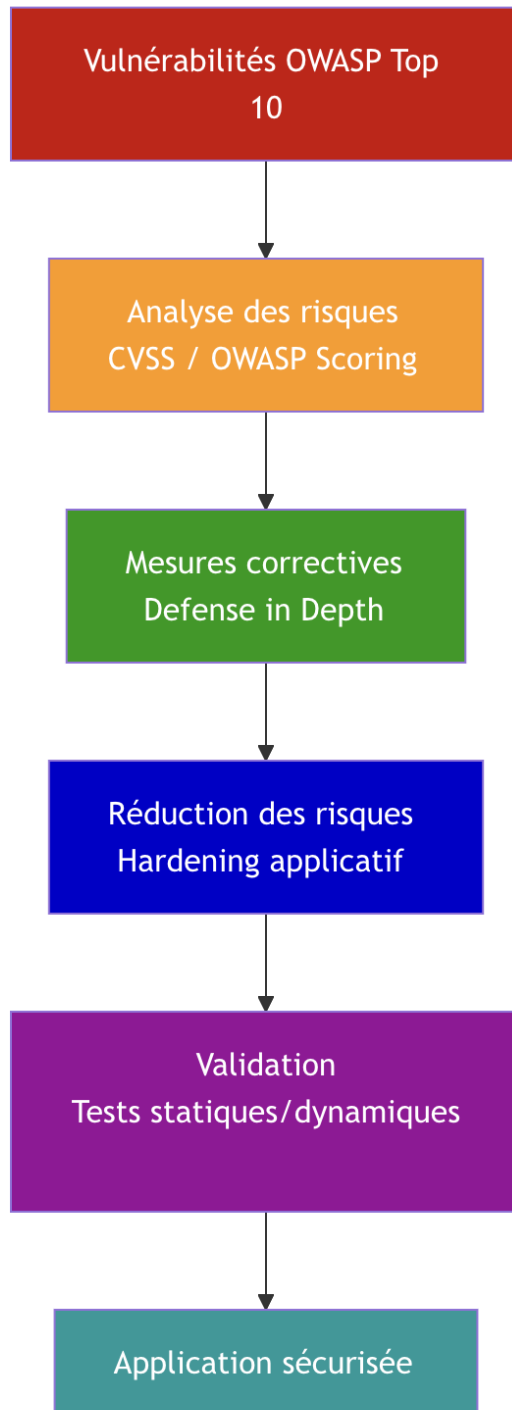 Vulnérabilités OWASP Top
10
Analyse des risques
CVSS / OWASP Scoring
Mesures correctives
Defense in Depth
Réduction des risques
Hardening applicatif
Validation
Tests statiques/dynamiques
Application sécurisée